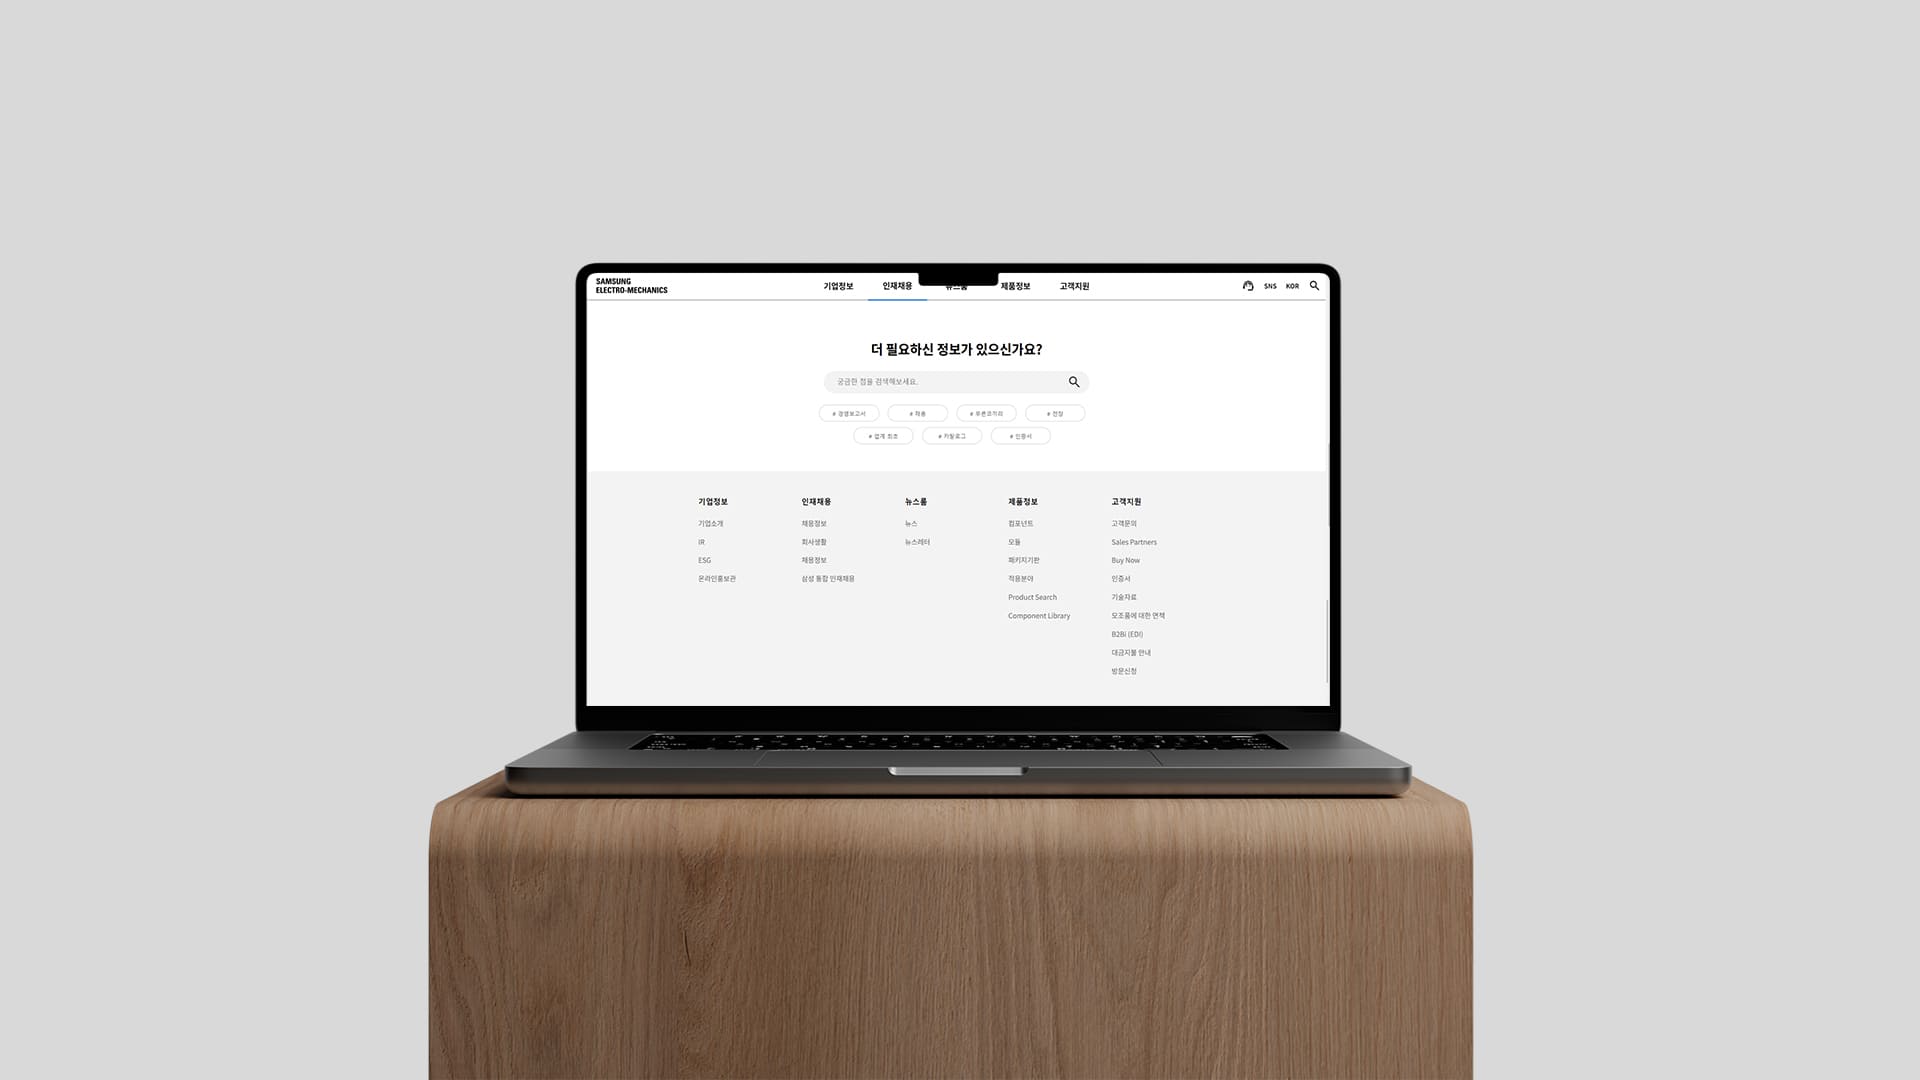 SAMSUNG
ELECTRO-MECHANICS
기업정보 인재채용 뉴스룸 제품정보 고객지원
SNS KOR
더 필요하신 정보가 있으신가요?
궁금한 점을 검색해보세요.
# 경영보고서 # 채용 # 푸른코끼리 # 전장
# 업계 최초 # 카탈로그 # 인증서
기업정보 인재채용 뉴스룸 제품정보 고객지원
기업소개 채용정보 뉴스 컴포넌트 고객문의
IR 회사생활 뉴스레터 모듈 Sales Partners
ESG 채용정보 패키지기판 Buy Now
온라인홍보관 삼성 통합 인재채용 적용분야 인증서
Product Search 기술자료
Component Library 모조품에 대한 면책
B2Bi (EDI)
대금지불 안내
방문신청